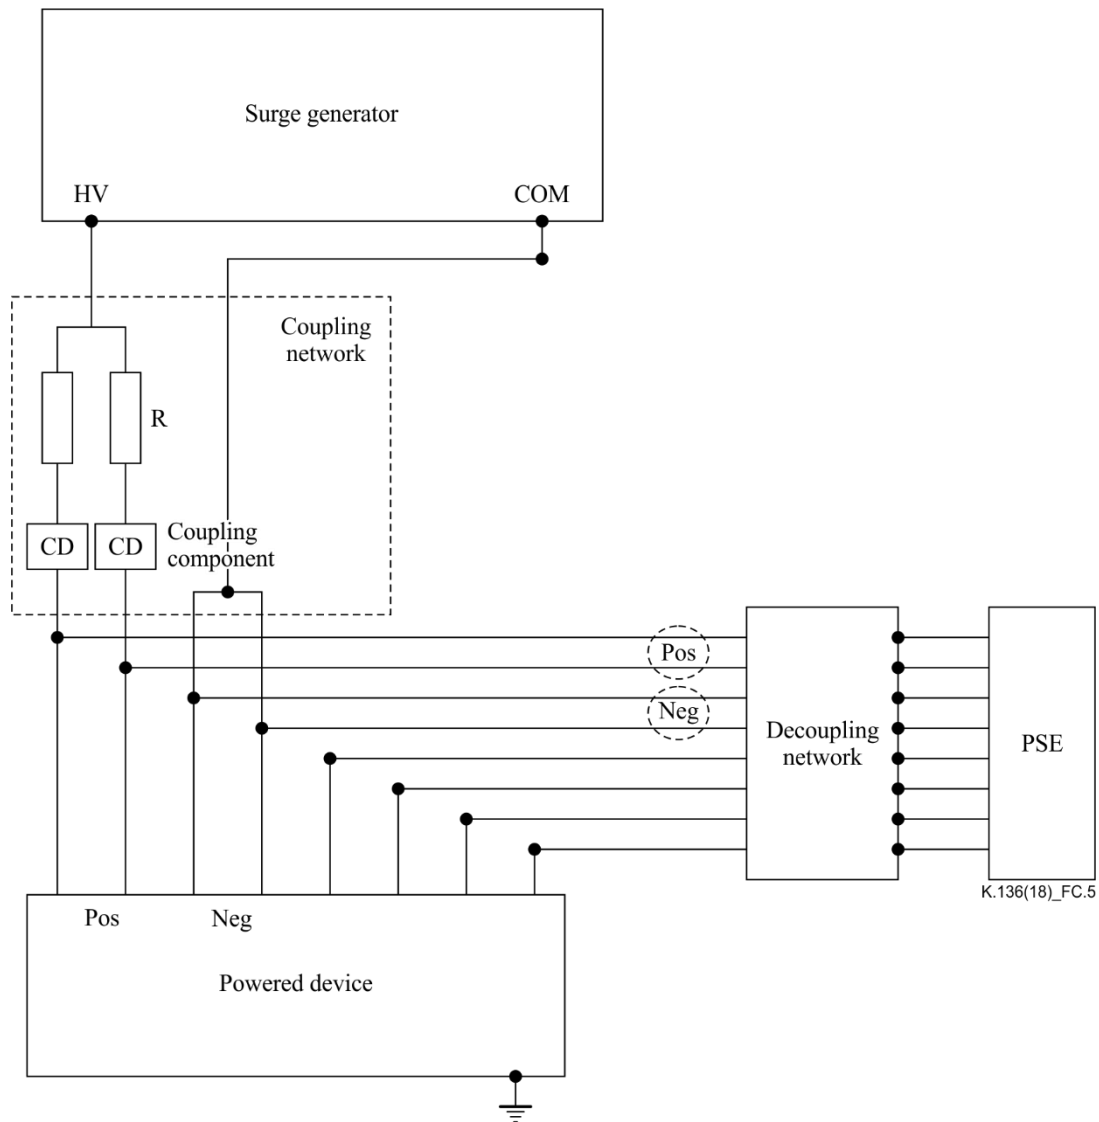 Surge generator
HV
COM
Coupling
network
R
CD
CD
Coupling
component
Pos
Neg
Decoupling
network
PSE
K.136(18)_FC.5
Pos
Neg
Powered device